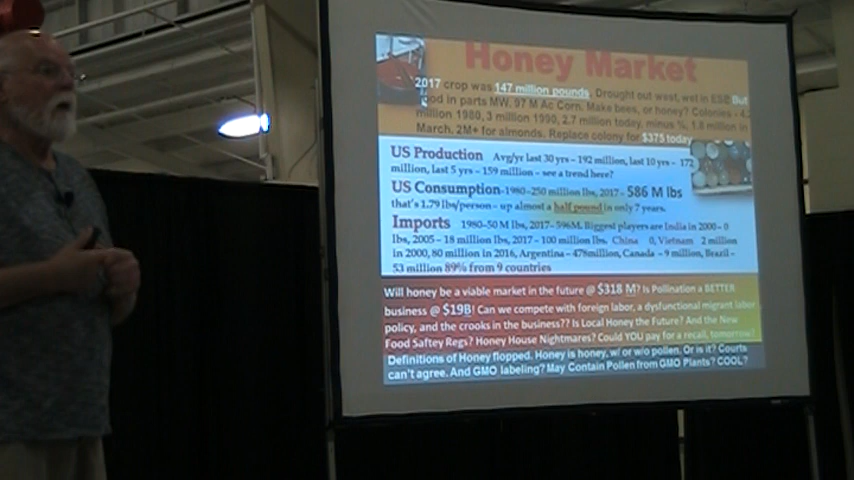 Honey Market
2017 crop was 147 million pounds. Drought out west, wet in ESB But
od in parts MW. 97 M Ac Corn. Make bees, or honey? Colonies - 4.
million 1980, 3 million 1990, 2.7 million today. minus ⅓, 1.8 million in
March, 2M+ for almonds. Replace colony for $375 today
US Production Avg/yr last 30 yrs – 192 million, last 10 yrs - 172
million, last 5 yrs – 159 million – see a trend here?
US Consumption-1980–250 million lbs, 2017– 586 M lbs
that's 1.79 lbs/person – up almost a half pound in only 7 years.
Imports 1980–50 M lbs, 2017– 596M. Biggest players are India in 2000 – 0
lbs, 2005 – 18 million lbs, 2017 – 100 million lbs. China 0, Vietnam 2 million
in 2000, 80 million in 2016, Argentina – 478million, Canada – 9 million, Brazil –
53 million 89% from 9 countries
Will honey be a viable market in the future @ $318 M? Is Pollination a BETTER
business @ $19B! Can we compete with foreign labor, a dysfunctional migrant labor
policy, and the crooks in the business?? Is Local Honey the Future? And the New
Food Saftey Regs? Honey House Nightmares? Could YOU pay for a recall, tomorrow?
Definitions of Honey flopped. Honey is honey, w/ or w/o pollen. Or is it? Courts
can't agree. And GMO labeling? May Contain Pollen from GMO Plants? COOL?